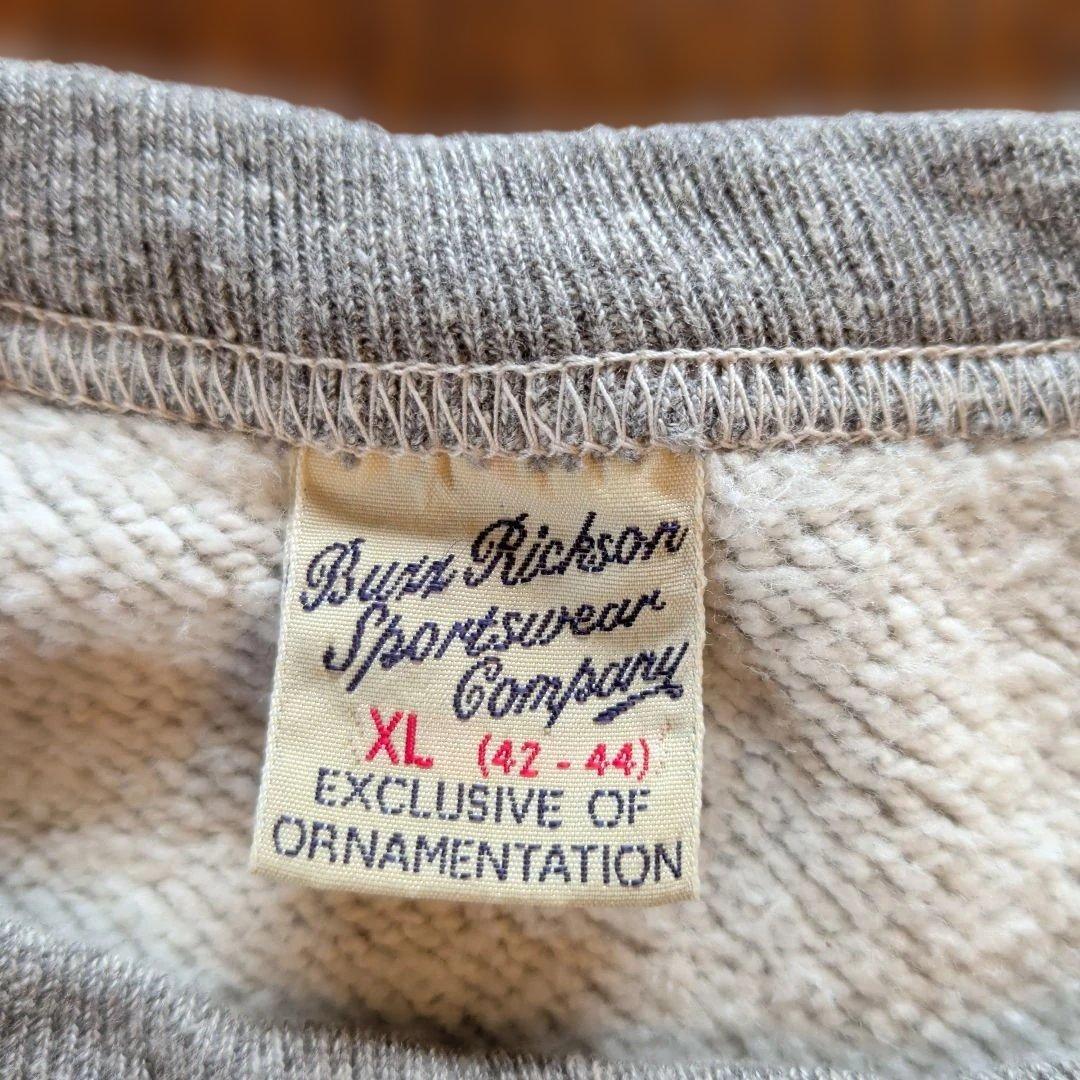 Buzz Rickson
Sportswear
Company
XL (42 - 44)
EXCLUSIVE OF
ORNAMENTATION